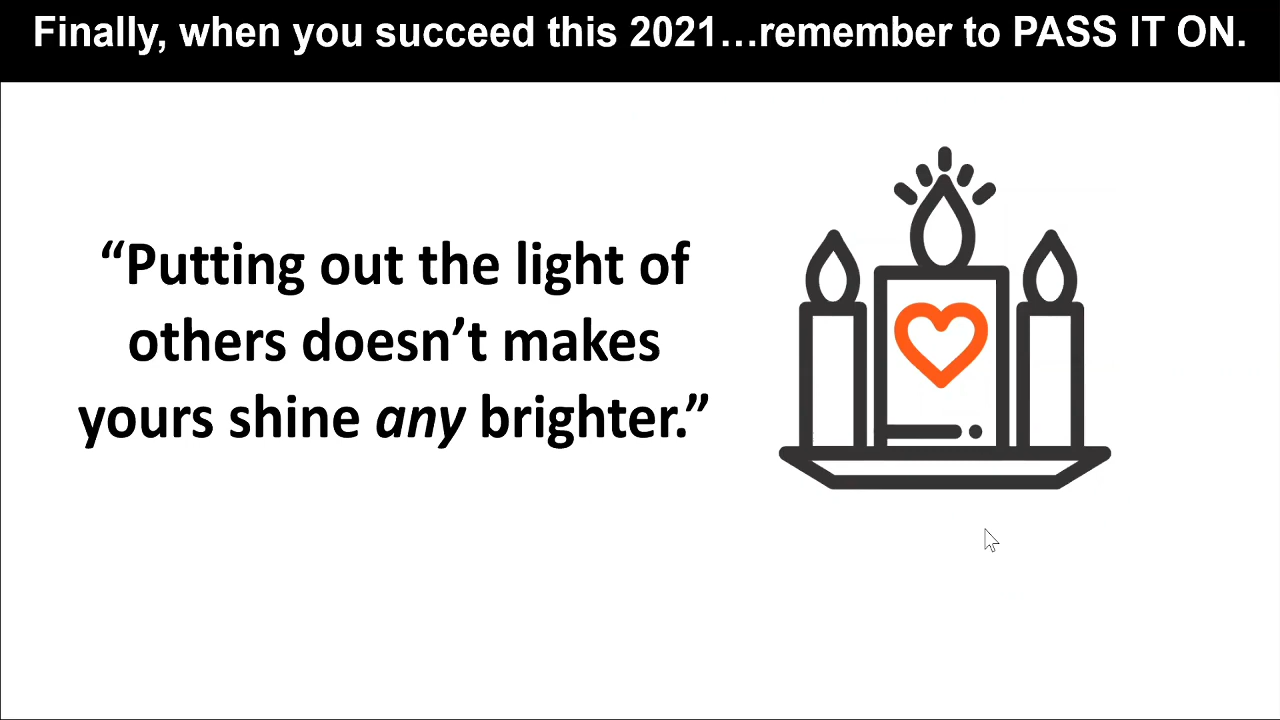 Finally, when you succeed this 2021…remember to PASS IT ON.
“Putting out the light of
others doesn’t makes
yours shine any brighter.”